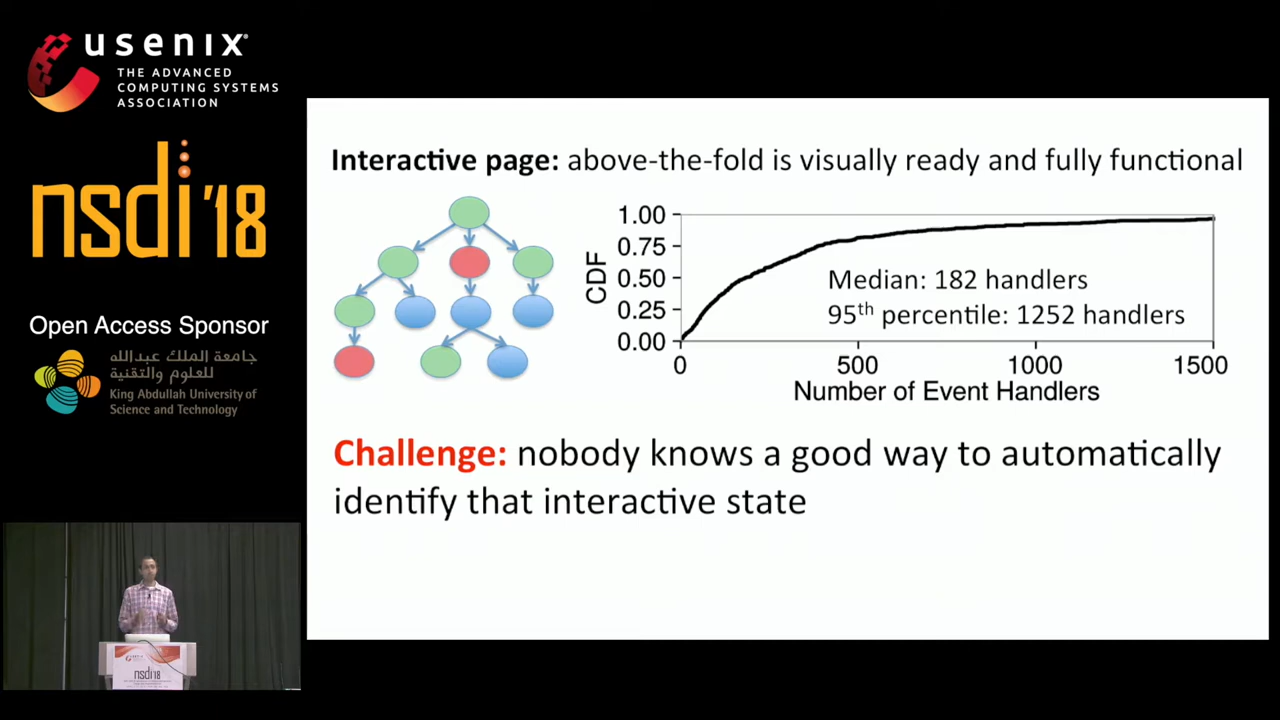 usenix
THE ADVANCED
COMPUTING SYSTEMS
ASSOCIATION
nsdi '18
Open Access Sponsor
جامعة الملك عبدالله
للعلوم والتقنية
King Abdullah University of
Science and Technology
Interactive page: above-the-fold is visually ready and fully functional
CDF
1.00
0.75
0.50
0.25
0.00
Median: 182 handlers
95th percentile: 1252 handlers
0 500 1000 1500
Number of Event Handlers
Challenge: nobody knows a good way to automatically
identify that interactive state
usenix
nsdi'18